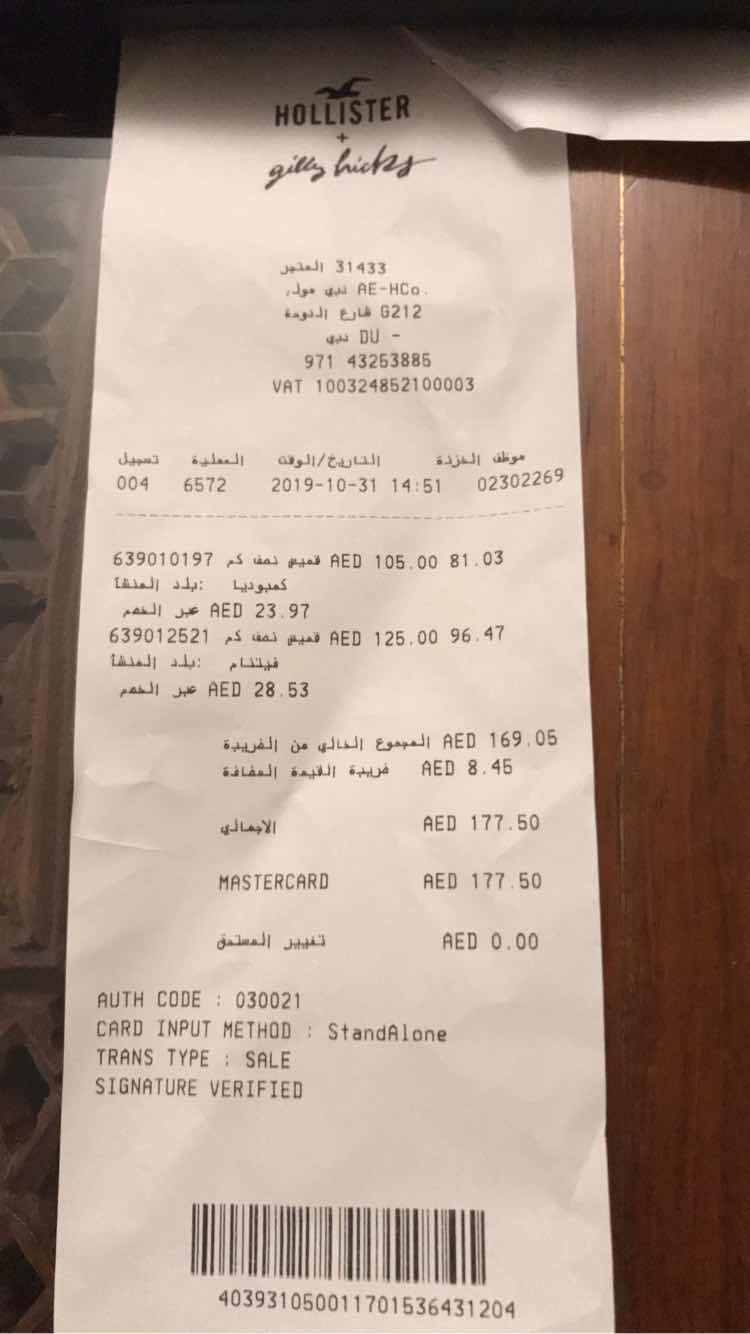 HOLLISTER
+
gilly hicks
31433 المتجر
AE-HCo. دبي مول,
G212 شارع الدوحة
DU - دبي
971 43253885
VAT 100324852100003
تسجيل العملية التاريخ/الوقت موظف الخزنة
004 6572 2019-10-31 14:51 02302269
639010197 قميص نصف كم AED 105.00 81.03
بلد المنشأ: كمبوديا
عبر الخصم AED 23.97
639012521 قميص نصف كم AED 125.00 96.47
بلد المنشأ: فيتنام
عبر الخصم AED 28.53
المجموع الخالي من الضريبة AED 169.05
ضريبة القيمة المضافة AED 8.45
الاجمالي AED 177.50
MASTERCARD AED 177.50
تغيير المستحق AED 0.00
AUTH CODE : 030021
CARD INPUT METHOD : StandAlone
TRANS TYPE : SALE
SIGNATURE VERIFIED
403931050011701536431204